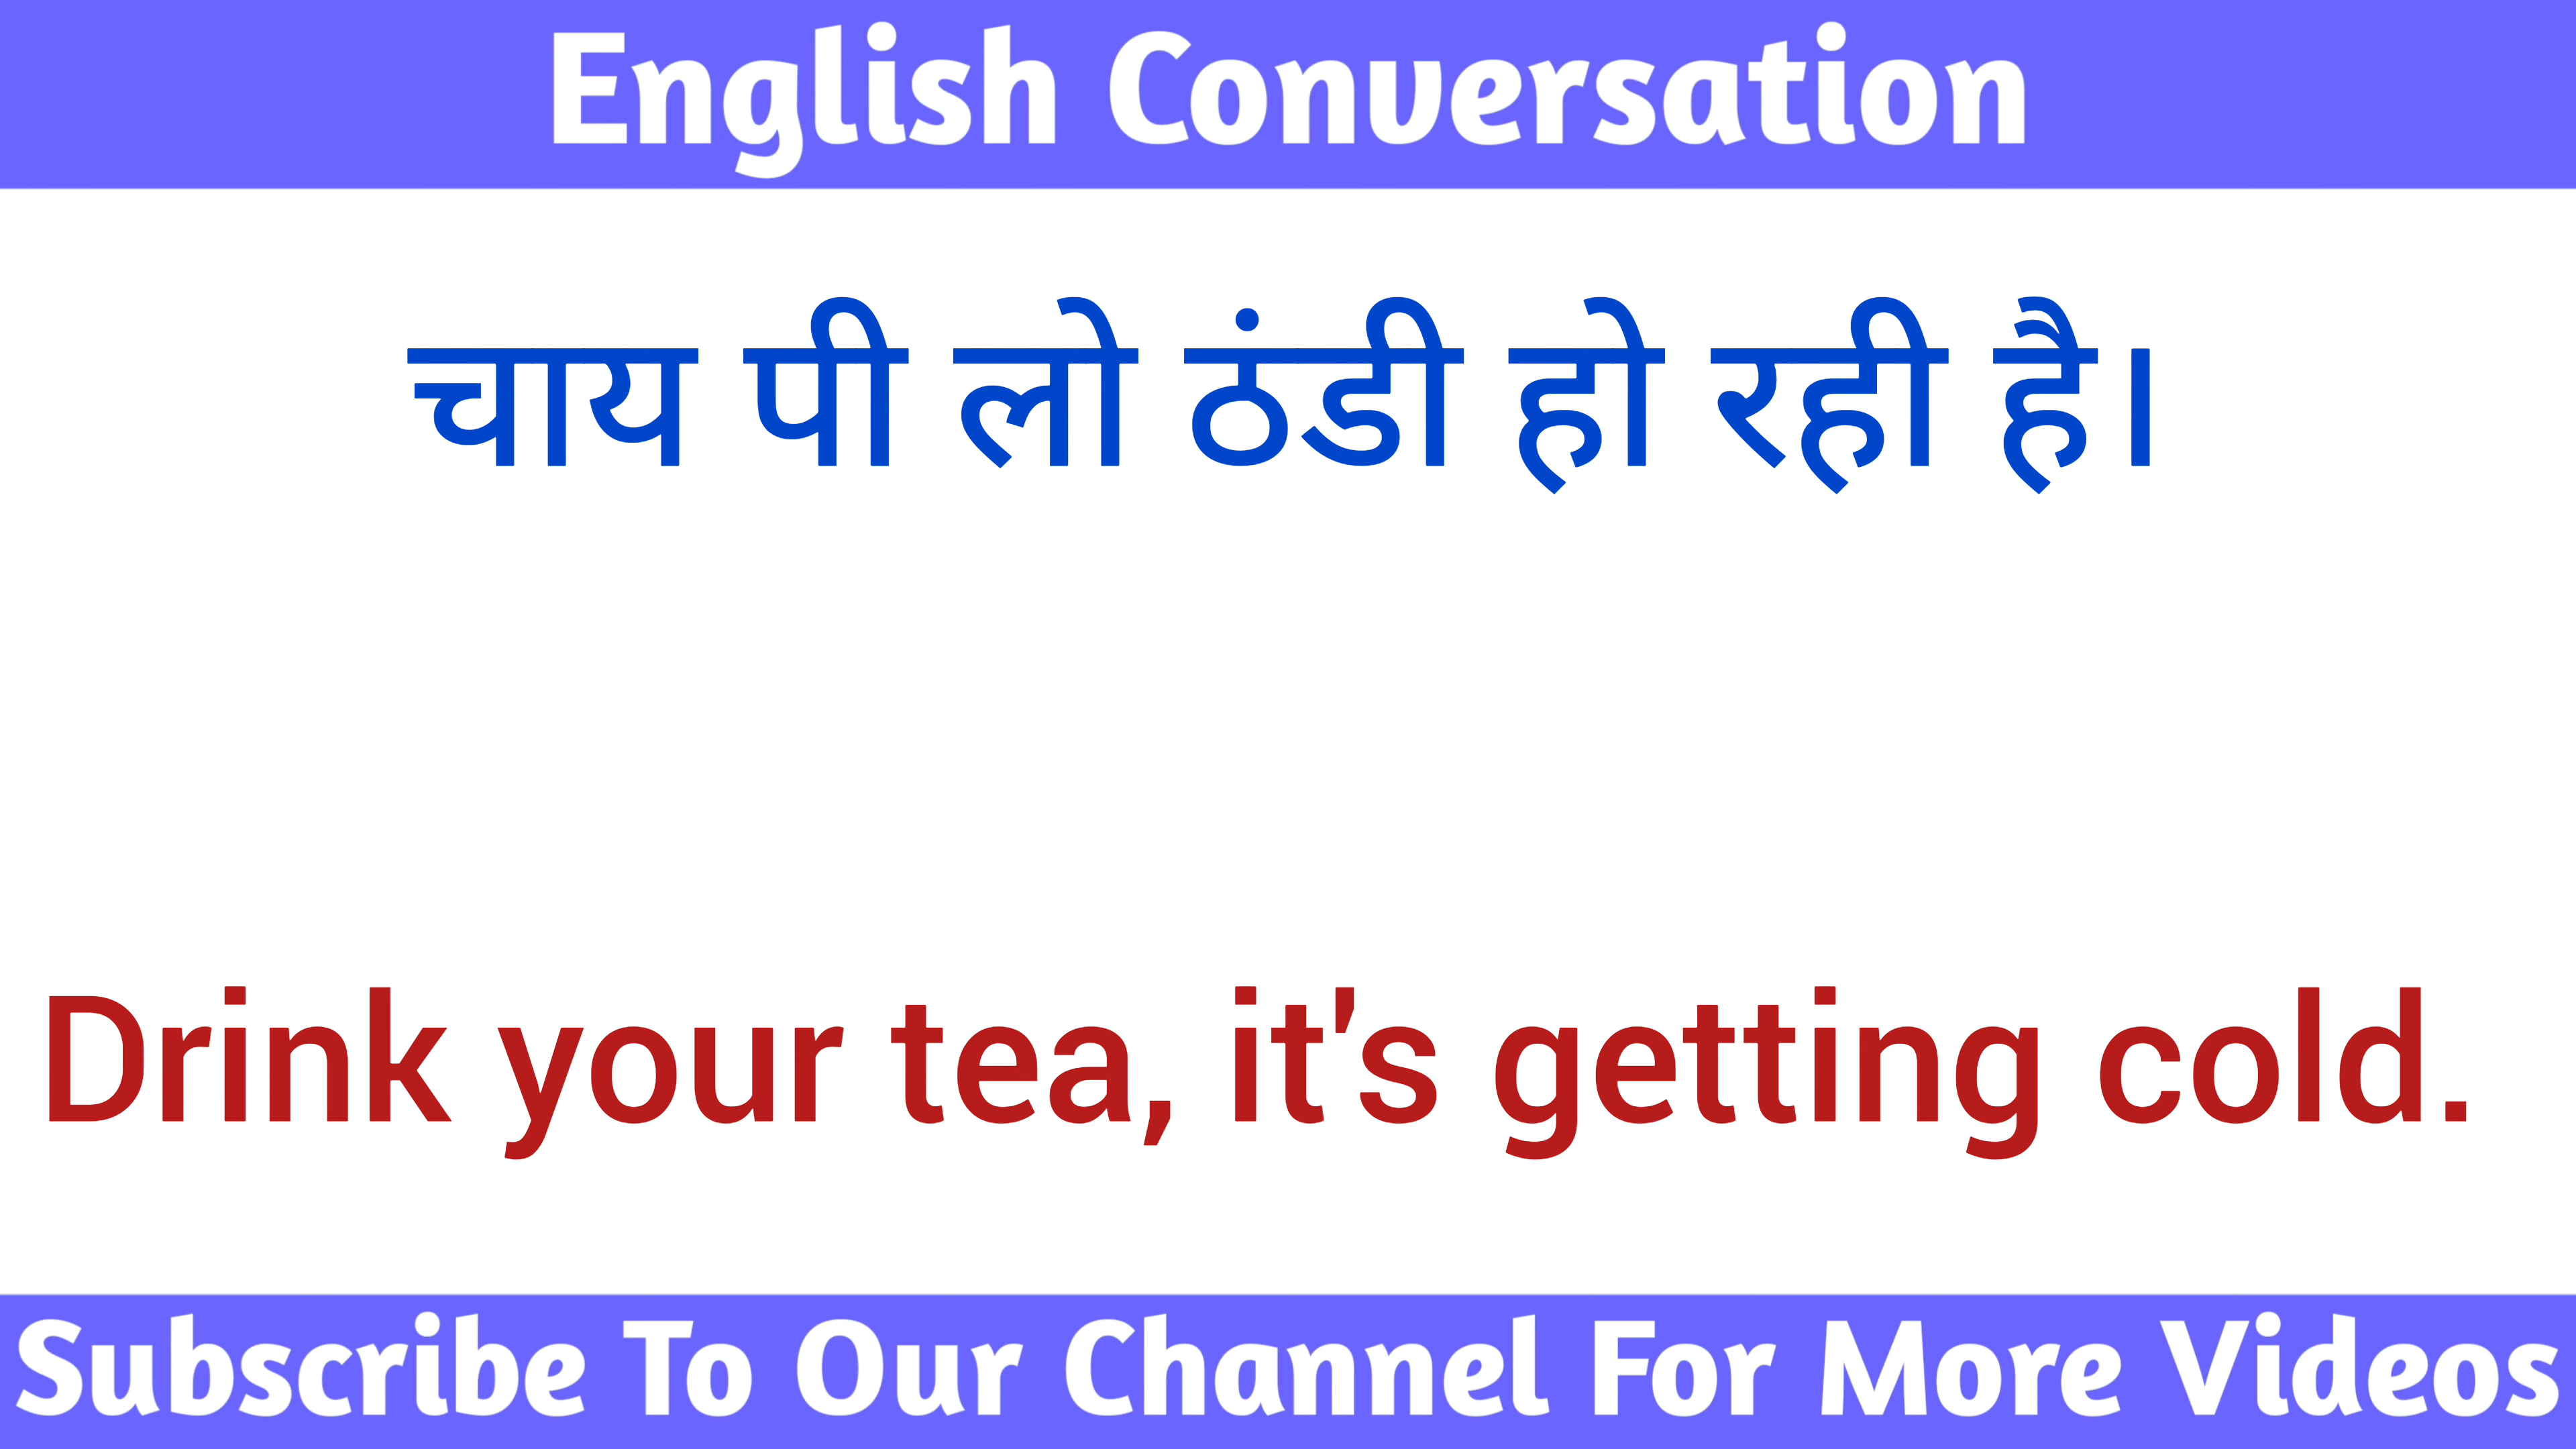 English Conversation
चाय पी लो ठंडी हो रही है।
Drink your tea, it's getting cold.
Subscribe To Our Channel For More Videos